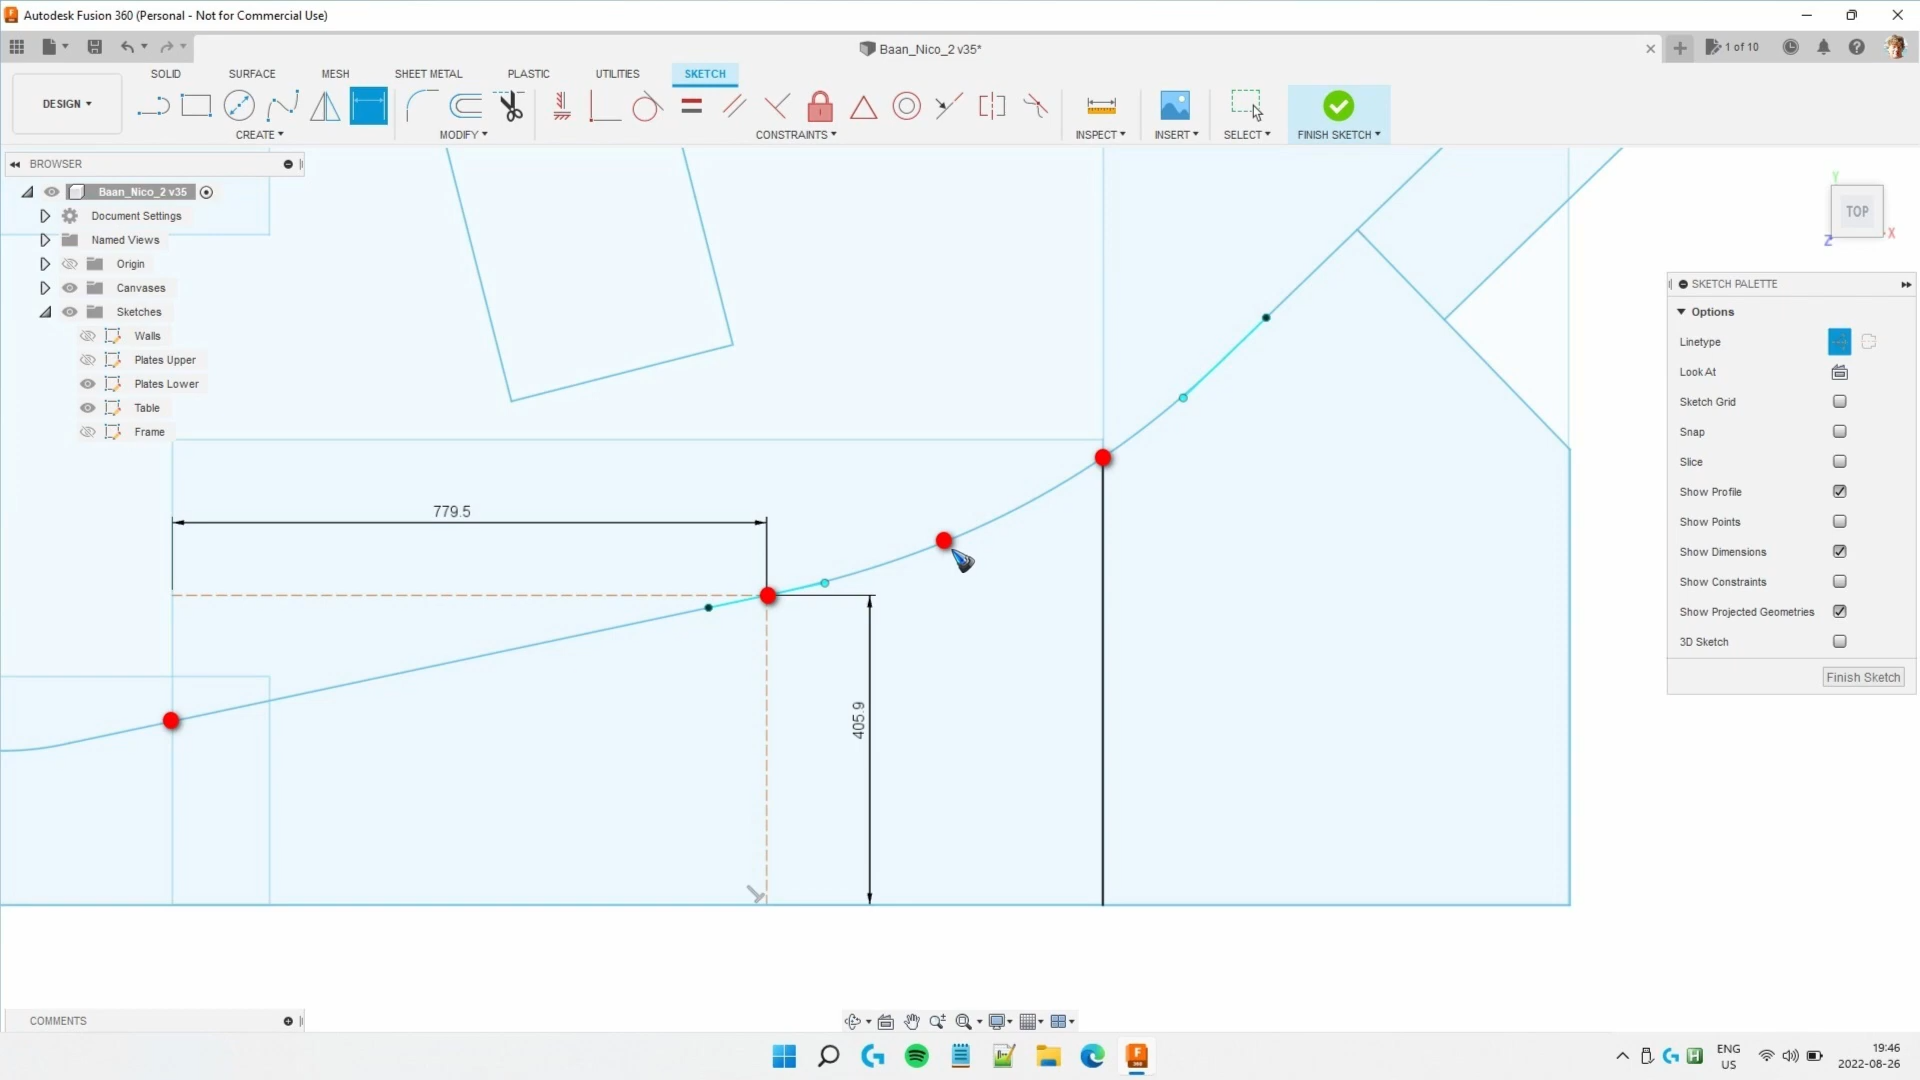 Autodesk Fusion 360 (Personal - Not for Commercial Use)
Baan_Nico_2 v35*
1 of 10
SOLID
SURFACE
MESH
SHEET METAL
PLASTIC
UTILITIES
SKETCH
DESIGN
CREATE
MODIFY
CONSTRAINTS
INSPECT
INSERT
SELECT
FINISH SKETCH
BROWSER
Baan_Nico_2 v35
Document Settings
Named Views
Origin
Canvases
Sketches
Walls
Plates Upper
Plates Lower
Table
Frame
Y
TOP
X
Z
SKETCH PALETTE
Options
Linetype
Look At
Sketch Grid
Snap
Slice
Show Profile
Show Points
Show Dimensions
Show Constraints
Show Projected Geometries
3D Sketch
Finish Sketch
779.5
405.9
COMMENTS
ENG
US
19:46
2022-08-26